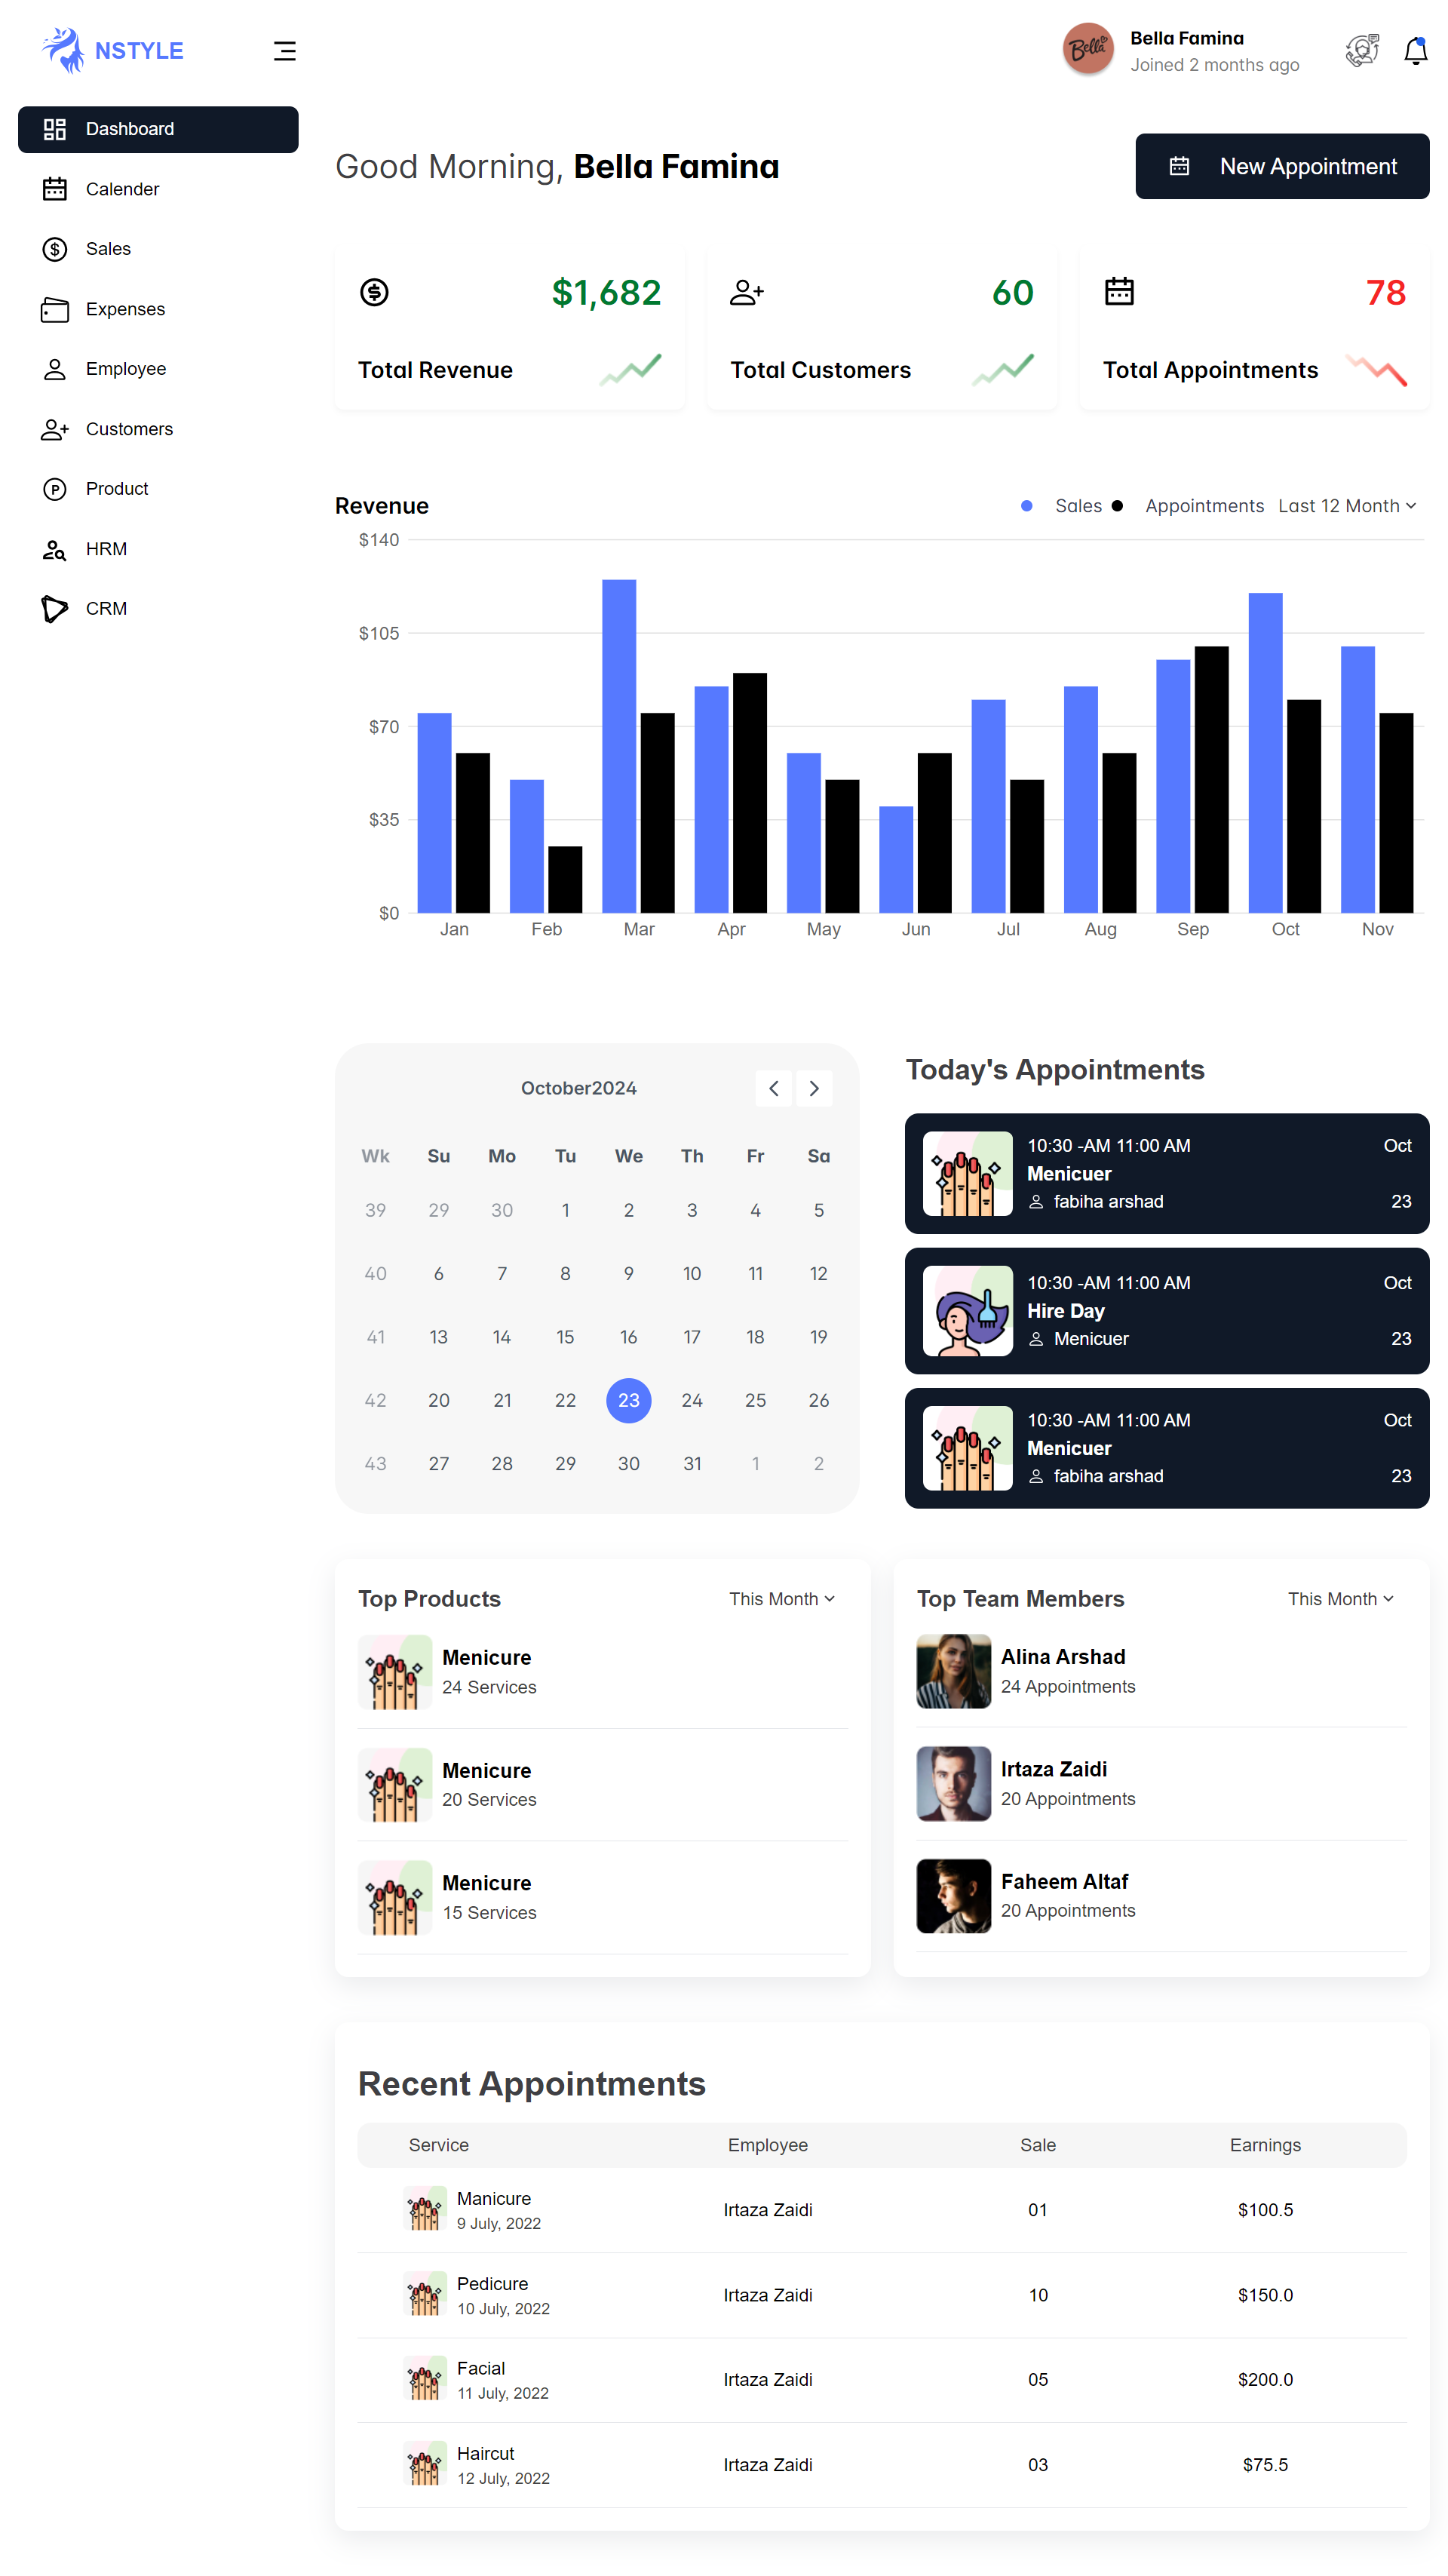 NSTYLE
Bella
Bella Famina
Joined 2 months ago
Dashboard
Calender
Sales
Expenses
Employee
Customers
Product
HRM
CRM
Good Morning, Bella Famina
New Appointment
$1,682
Total Revenue
60
Total Customers
78
Total Appointments
Revenue
Sales Appointments Last 12 Month
$140
$105
$70
$35
$0
Jan Feb Mar Apr May Jun Jul Aug Sep Oct Nov
October2024
Wk Su Mo Tu We Th Fr Sa
39 29 30 1 2 3 4 5
40 6 7 8 9 10 11 12
41 13 14 15 16 17 18 19
42 20 21 22 23 24 25 26
43 27 28 29 30 31 1 2
Today's Appointments
10:30 -AM 11:00 AM Oct
Menicuer
fabiha arshad 23
10:30 -AM 11:00 AM Oct
Hire Day
Menicuer 23
10:30 -AM 11:00 AM Oct
Menicuer
fabiha arshad 23
Top Products This Month
Menicure
24 Services
Menicure
20 Services
Menicure
15 Services
Top Team Members This Month
Alina Arshad
24 Appointments
Irtaza Zaidi
20 Appointments
Faheem Altaf
20 Appointments
Recent Appointments
Service Employee Sale Earnings
Manicure
9 July, 2022
Irtaza Zaidi 01 $100.5
Pedicure
10 July, 2022
Irtaza Zaidi 10 $150.0
Facial
11 July, 2022
Irtaza Zaidi 05 $200.0
Haircut
12 July, 2022
Irtaza Zaidi 03 $75.5